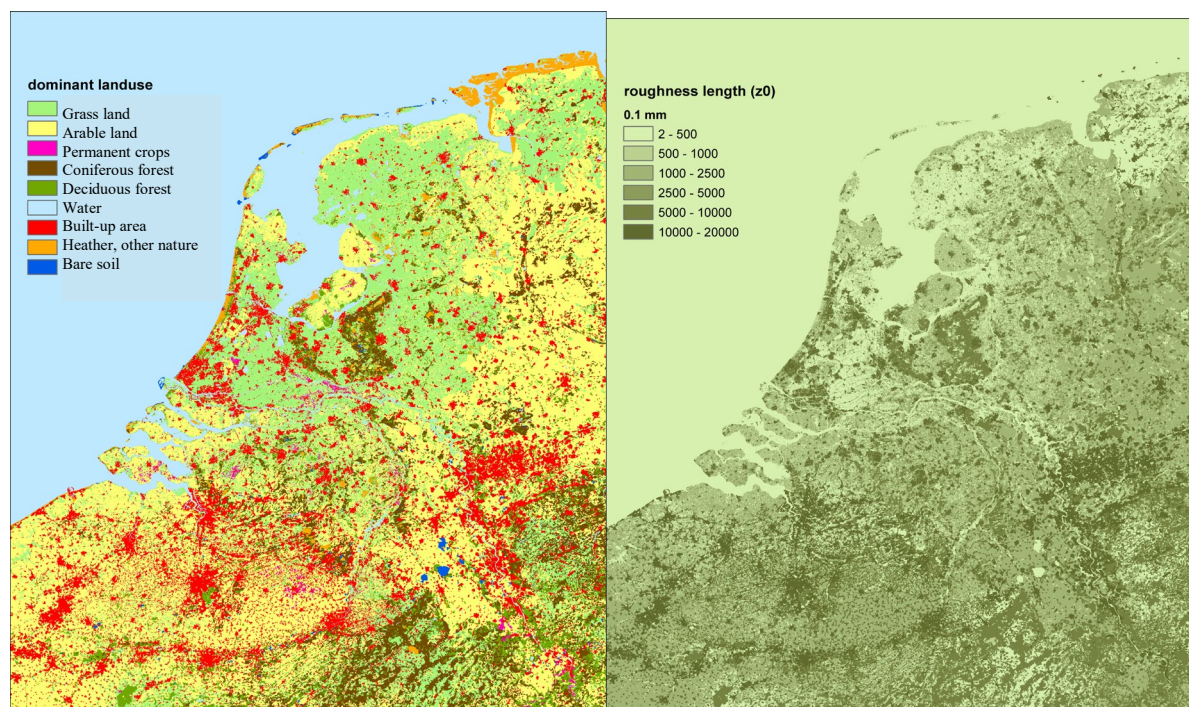 dominant landuse
Grass land
Arable land
Permanent crops
Coniferous forest
Deciduous forest
Water
Built-up area
Heather, other nature
Bare soil
roughness length (z0)
0.1 mm
2 - 500
500 - 1000
1000 - 2500
2500 - 5000
5000 - 10000
10000 - 20000